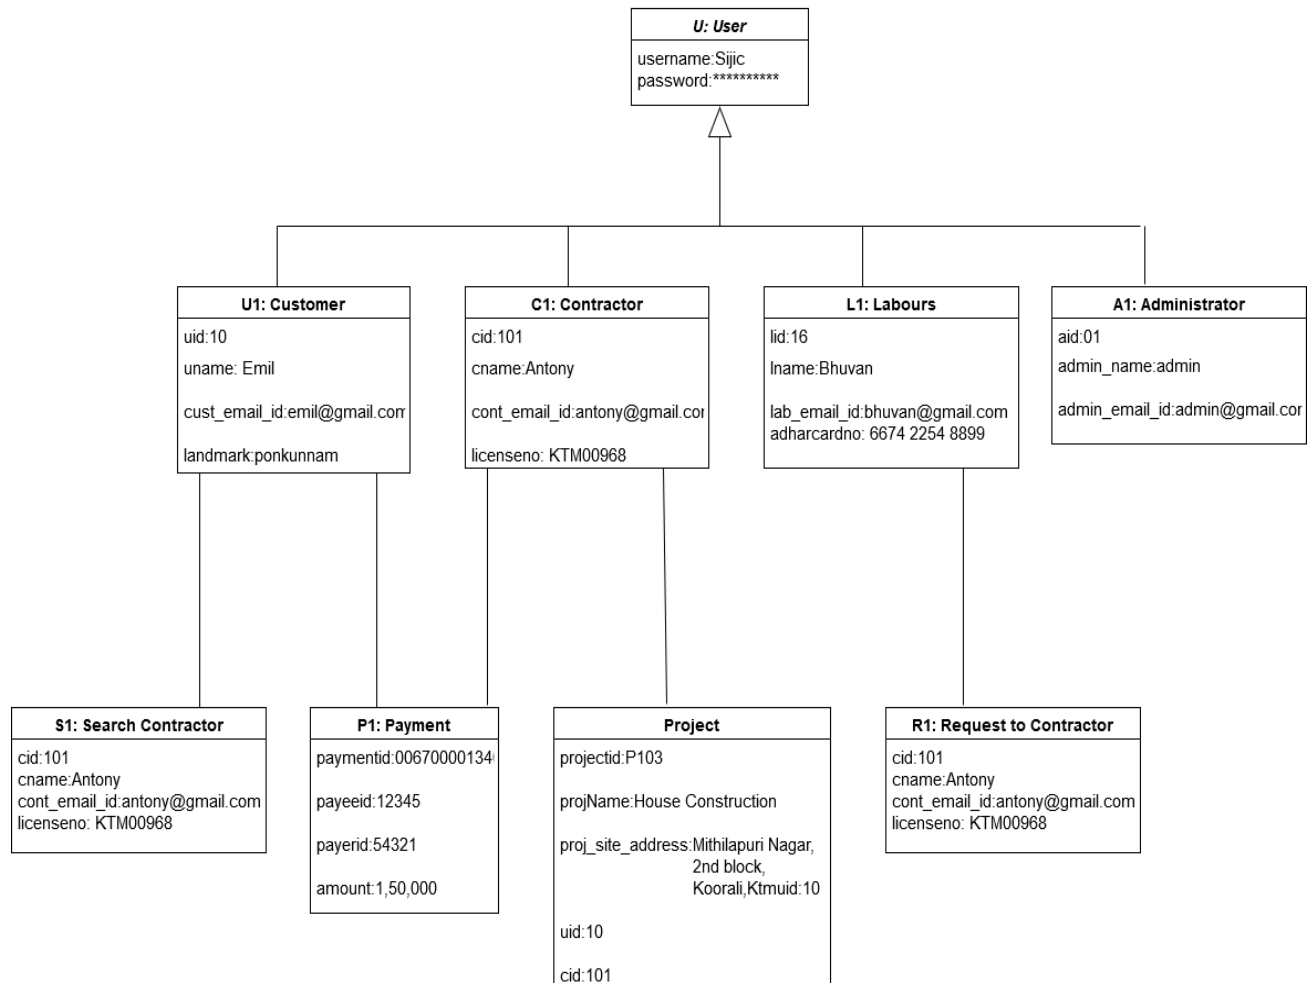 U: User
username:Sijic
password:**********
U1: Customer
uid:10
uname: Emil
cust_email_id:emil@gmail.com
landmark:ponkunnam
C1: Contractor
cid:101
cname:Antony
cont_email_id:antony@gmail.cor
licenseno: KTM00968
L1: Labours
lid:16
lname:Bhuvan
lab_email_id:bhuvan@gmail.com
adharcardno: 6674 2254 8899
A1: Administrator
aid:01
admin_name:admin
admin_email_id:admin@gmail.cor
S1: Search Contractor
cid:101
cname:Antony
cont_email_id:antony@gmail.com
licenseno: KTM00968
P1: Payment
paymentid:00670000134
payeeid:12345
payerid:54321
amount:1,50,000
Project
projectid:P103
projName:House Construction
proj_site_address:Mithilapuri Nagar,
2nd block,
Koorali,Ktmuid:10
uid:10
cid:101
R1: Request to Contractor
cid:101
cname:Antony
cont_email_id:antony@gmail.com
licenseno: KTM00968